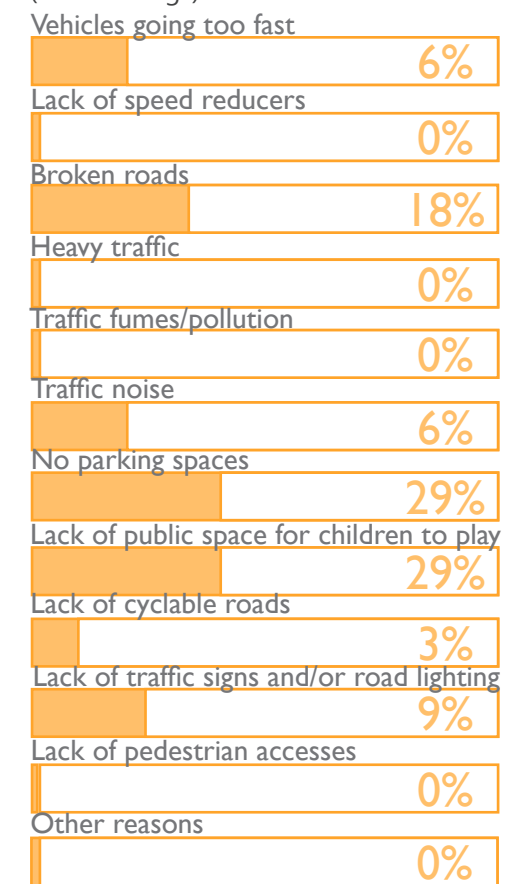 Vehicles going too fast
6%
Lack of speed reducers
0%
Broken roads
18%
Heavy traffic
0%
Traffic fumes/pollution
0%
Traffic noise
6%
No parking spaces
29%
Lack of public space for children to play
29%
Lack of cyclable roads
3%
Lack of traffic signs and/or road lighting
9%
Lack of pedestrian accesses
0%
Other reasons
0%